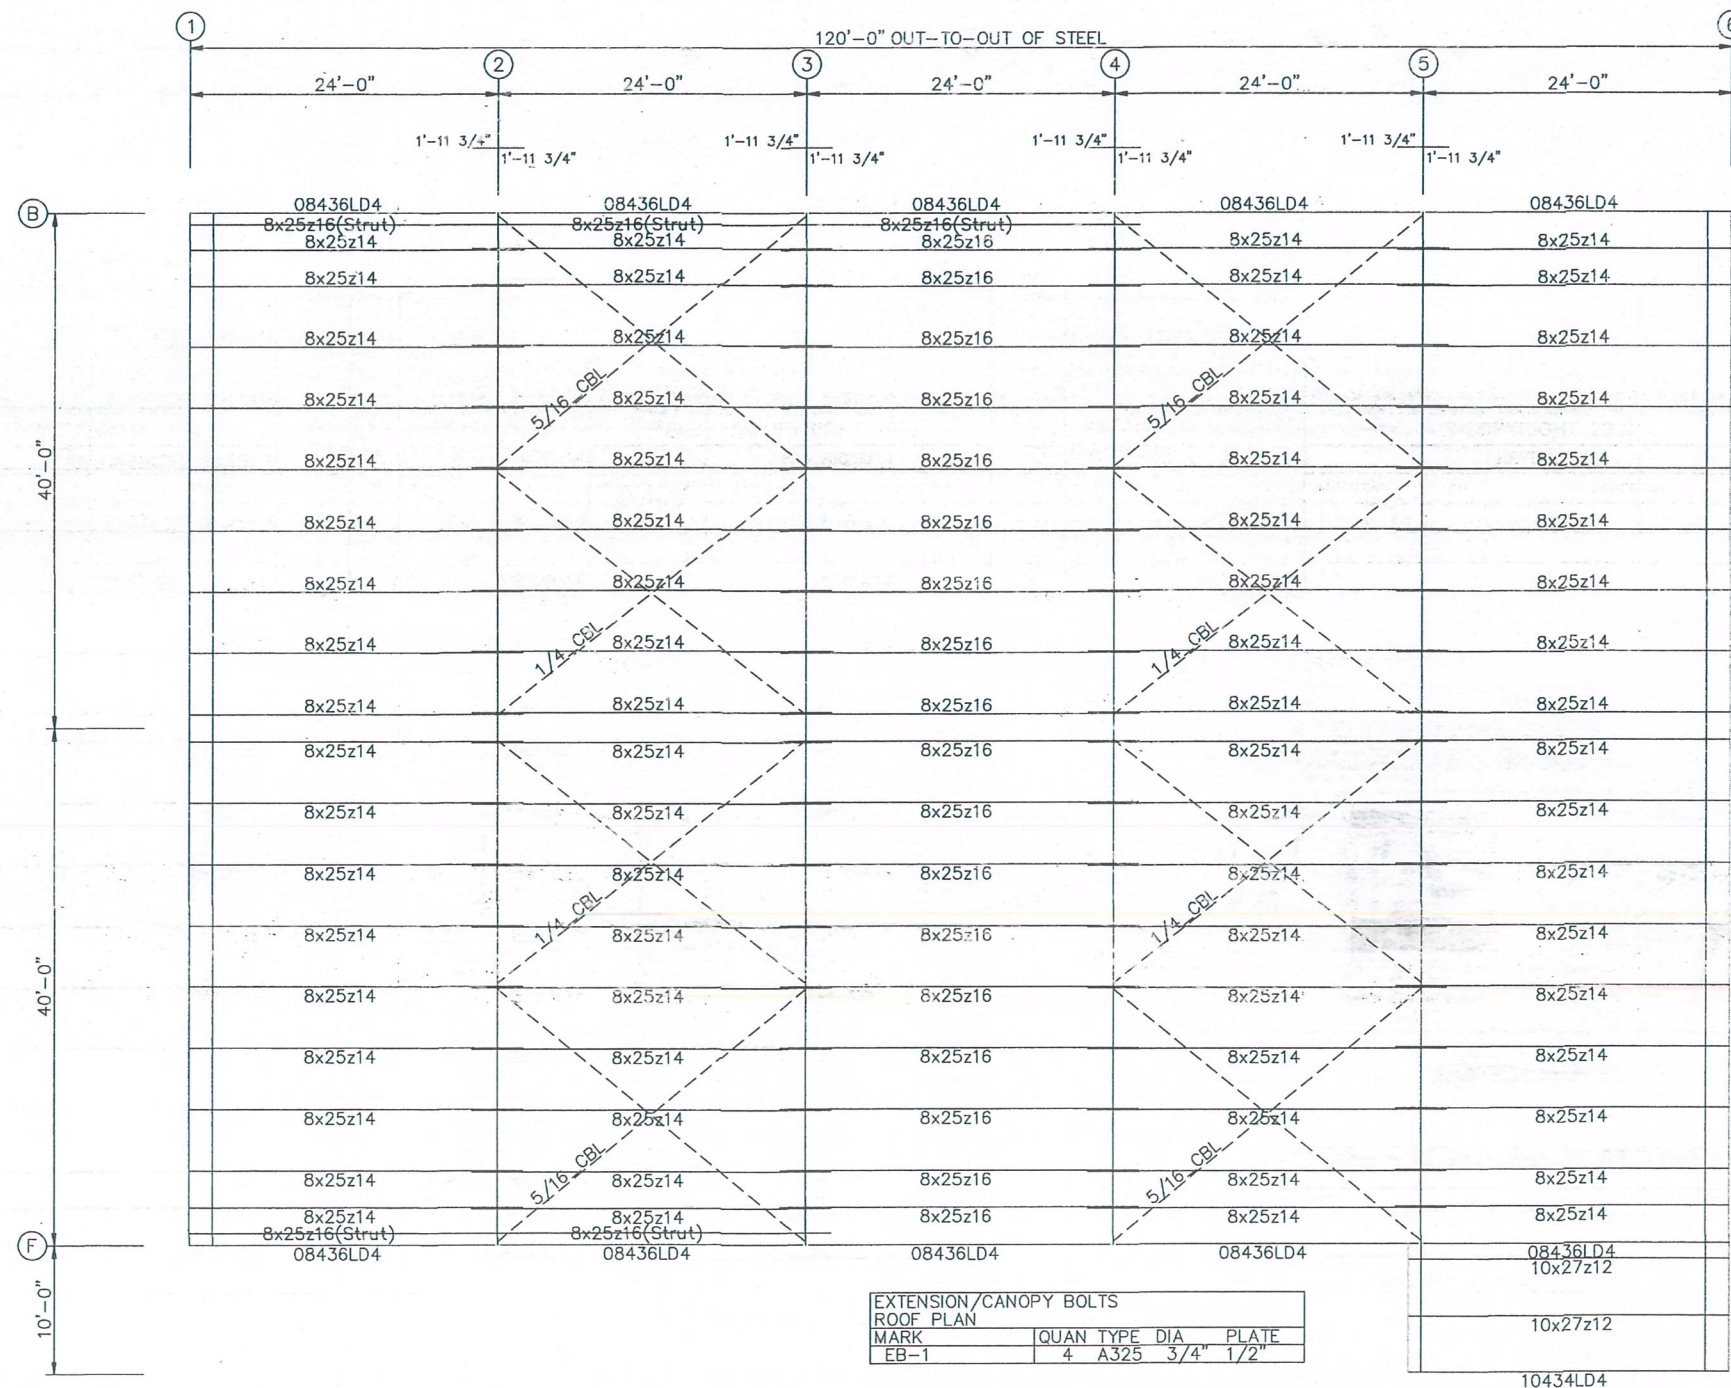 1
6
120'-0" OUT-TO-OUT OF STEEL
2 3 4 5
24'-0" 24'-0" 24'-0" 24'-0" 24'-0"
1'-11 3/4" 1'-11 3/4" 1'-11 3/4" 1'-11 3/4"
1'-11 3/4" 1'-11 3/4" 1'-11 3/4" 1'-11 3/4"
B
08436LD4 08436LD4 08436LD4 08436LD4 08436LD4
8x25z16(Strut) 8x25z16(Strut) 8x25z16(Strut)
8x25z14 8x25z14 8x25z16 8x25z14 8x25z14
8x25z14 8x25z14 8x25z16 8x25z14 8x25z14
8x25z14 8x25z14 8x25z16 8x25z14 8x25z14
5/16 CBL 5/16 CBL
8x25z14 8x25z14 8x25z16 8x25z14 8x25z14
40'-0"
8x25z14 8x25z14 8x25z16 8x25z14 8x25z14
8x25z14 8x25z14 8x25z16 8x25z14 8x25z14
8x25z14 8x25z14 8x25z16 8x25z14 8x25z14
1/4 CBL 1/4 CBL
8x25z14 8x25z14 8x25z16 8x25z14 8x25z14
8x25z14 8x25z14 8x25z16 8x25z14 8x25z14
8x25z14 8x25z14 8x25z16 8x25z14 8x25z14
8x25z14 8x25z14 8x25z16 8x25z14 8x25z14
8x25z14 8x25z14 8x25z16 8x25z14 8x25z14
1/4 CBL 1/4 CBL
8x25z14 8x25z14 8x25z16 8x25z14 8x25z14
40'-0"
8x25z14 8x25z14 8x25z16 8x25z14 8x25z14
8x25z14 8x25z14 8x25z16 8x25z14 8x25z14
8x25z14 8x25z14 8x25z16 8x25z14 8x25z14
5/16 CBL 5/16 CBL
8x25z14 8x25z14 8x25z16 8x25z14 8x25z14
8x25z14 8x25z14 8x25z16 8x25z14 8x25z14
8x25z16(Strut) 8x25z16(Strut)
F
08436LD4 08436LD4 08436LD4 08436LD4 08436LD4
10x27z12
10'-0"
10x27z12
10434LD4
EXTENSION/CANOPY BOLTS
ROOF PLAN
MARK QUAN TYPE DIA PLATE
EB-1 4 A325 3/4" 1/2"